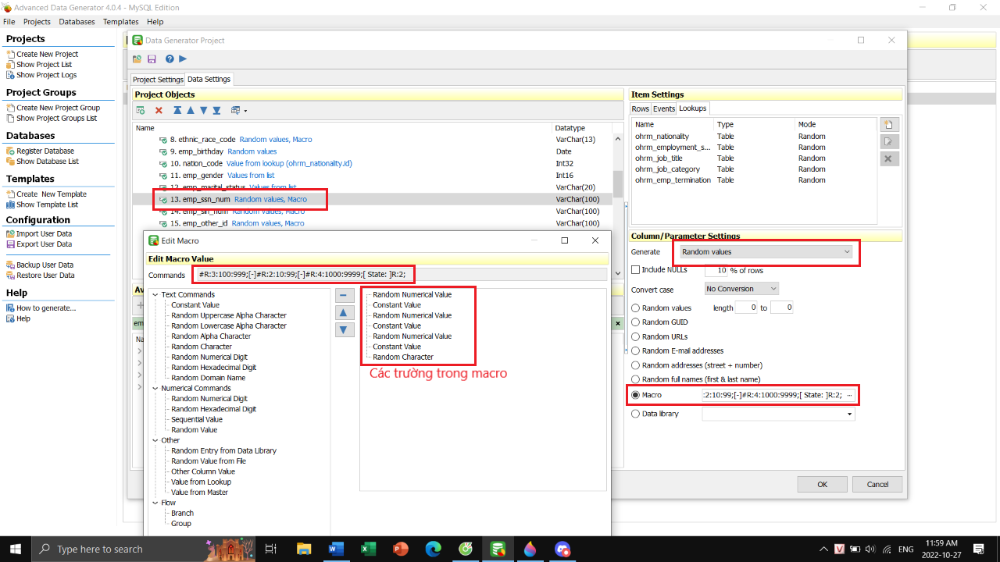 Advanced Data Generator 4.0.4 - MySQL Edition
File Projects Databases Templates Help
Projects
Create New Project
Show Project List
Show Project Logs
Project Groups
Create New Project Group
Show Project Groups List
Databases
Register Database
Show Database List
Templates
Create New Template
Show Template List
Configuration
Import User Data
Export User Data
Backup User Data
Restore User Data
Help
How to generate...
Help
Data Generator Project
Project Settings Data Settings
Project Objects
Name Datatype
8. ethnic_race_code Random values, Macro VarChar(13)
9. emp_birthday Random values Date
10. nation_code Value from lookup (ohrm_nationality.id) Int32
11. emp_gender Values from list Int16
12. emp_marital_status Values from list VarChar(20)
13. emp_ssn_num Random values, Macro VarChar(100)
14. emp_sin_num Random values, Macro VarChar(100)
15. emp_other_id Random values, Macro VarChar(100)
Edit Macro
Edit Macro Value
Commands #R:3:100:999;[-]#R:2:10:99;[-]#R:4:1000:9999;[ State: ]R:2;
Text Commands
Constant Value
Random Uppercase Alpha Character
Random Lowercase Alpha Character
Random Alpha Character
Random Character
Random Numerical Digit
Random Hexadecimal Digit
Random Domain Name
Numerical Commands
Random Numerical Digit
Random Hexadecimal Digit
Sequential Value
Random Value
Other
Random Entry from Data Library
Random Value from File
Other Column Value
Value from Lookup
Value from Master
Flow
Branch
Group
Random Numerical Value
Constant Value
Random Numerical Value
Constant Value
Random Numerical Value
Constant Value
Random Character
Các trường trong macro
Item Settings
Rows Events Lookups
Name Type Mode
ohrm_nationality Table Random
ohrm_employment_s... Table Random
ohrm_job_title Table Random
ohrm_job_category Table Random
ohrm_emp_termination Table Random
Column/Parameter Settings
Generate Random values
Include NULLs 10 % of rows
Convert case No Conversion
Random values length 0 to 0
Random GUID
Random URLs
Random E-mail addresses
Random addresses (street + number)
Random full names (first & last name)
Macro :2:10:99;[-]#R:4:1000:9999;[ State: ]R:2; ...
Data library
OK Cancel
Type here to search
ENG
11:59 AM
2022-10-27